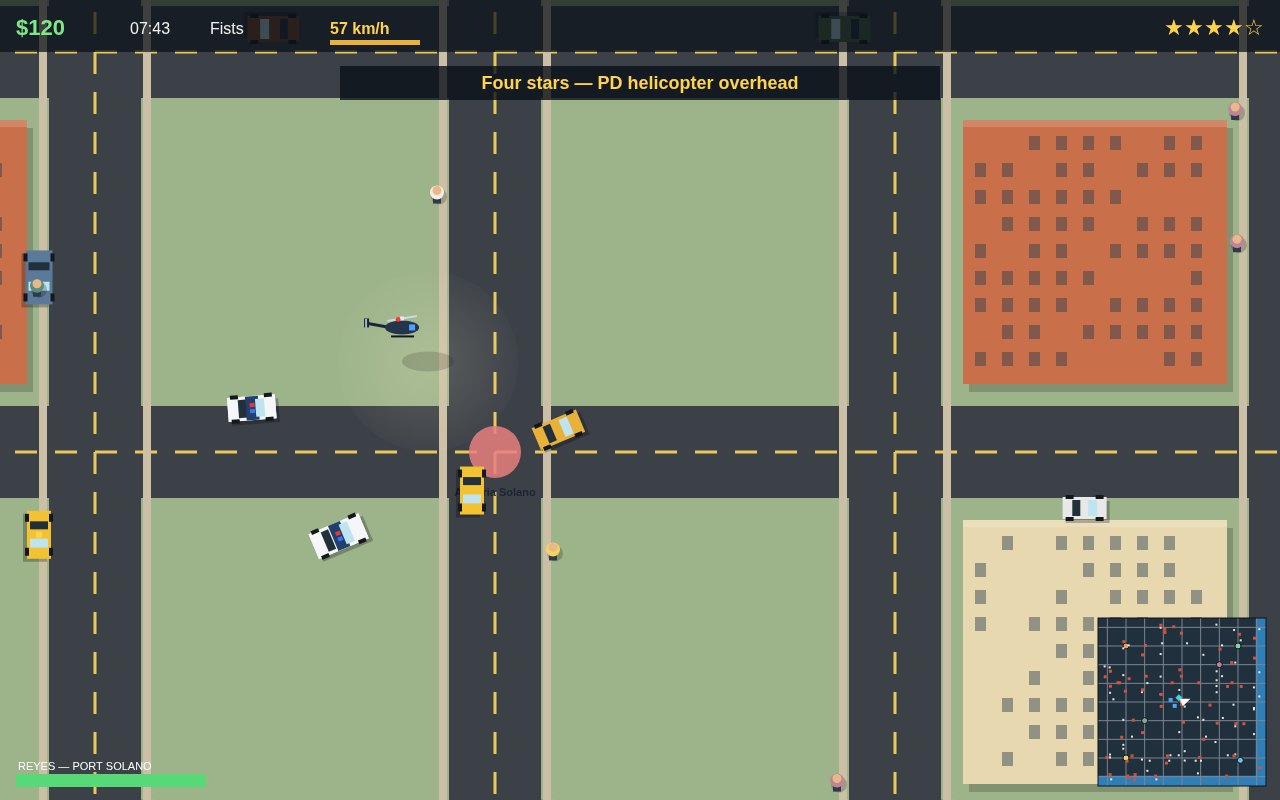 $120
07:43
Fists
57 km/h
★★★★☆
Four stars — PD helicopter overhead
Solano
REYES — PORT SOLANO